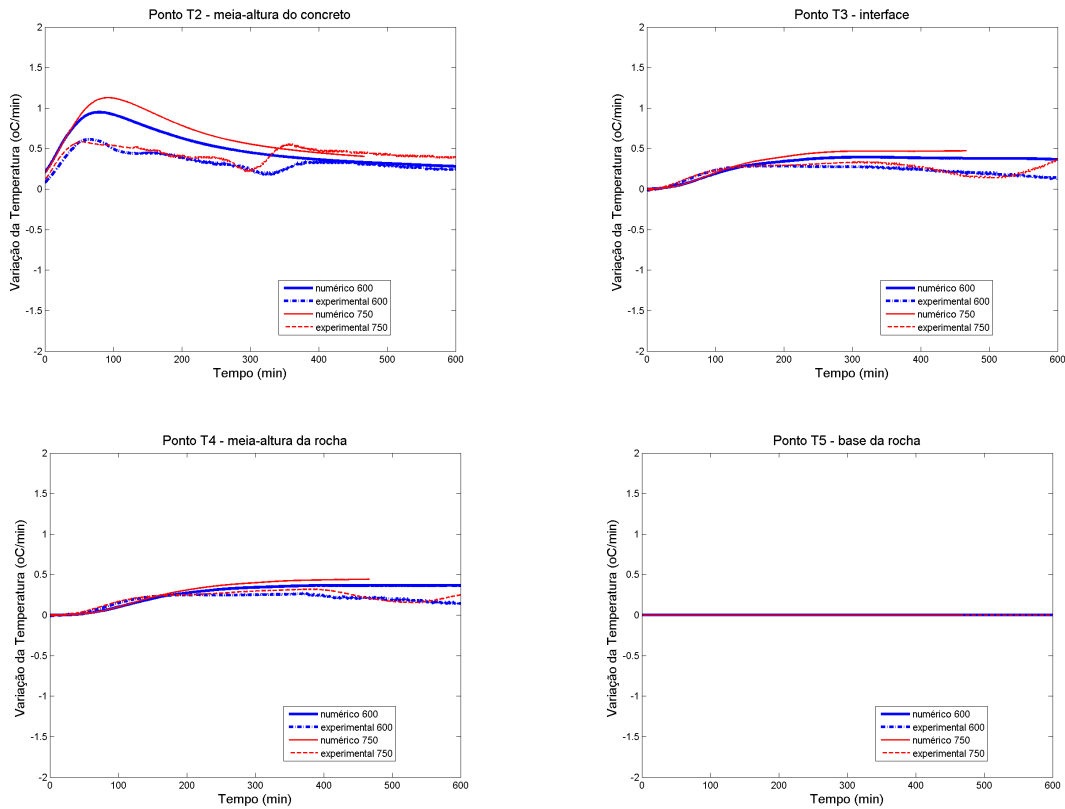 Ponto T2 - meia-altura do concreto
Variação da Temperatura (oC/min)
2
1.5
1
0.5
0
-0.5
-1
-1.5
-2
0 100 200 300 400 500 600
Tempo (min)
numérico 600
experimental 600
numérico 750
experimental 750
Ponto T3 - interface
Variação da Temperatura (oC/min)
2
1.5
1
0.5
0
-0.5
-1
-1.5
-2
0 100 200 300 400 500 600
Tempo (min)
numérico 600
experimental 600
numérico 750
experimental 750
Ponto T4 - meia-altura da rocha
Variação da Temperatura (oC/min)
2
1.5
1
0.5
0
-0.5
-1
-1.5
-2
0 100 200 300 400 500 600
Tempo (min)
numérico 600
experimental 600
numérico 750
experimental 750
Ponto T5 - base da rocha
Variação da Temperatura (oC/min)
2
1.5
1
0.5
0
-0.5
-1
-1.5
-2
0 100 200 300 400 500 600
Tempo (min)
numérico 600
experimental 600
numérico 750
experimental 750